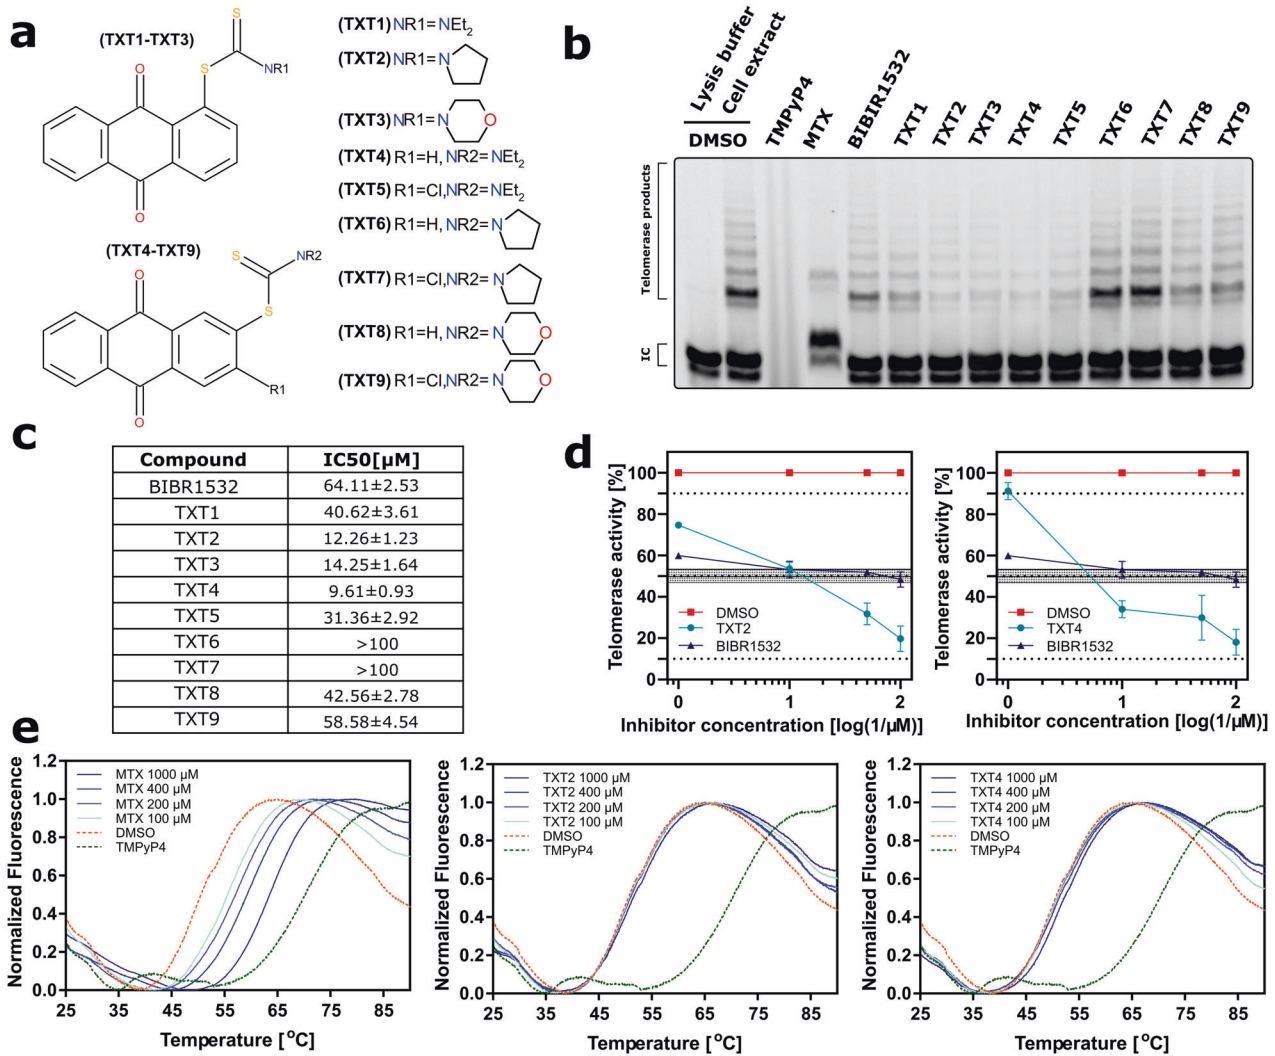 a
(TXT1-TXT3)
S
S
NR1
O
O
(TXT4-TXT9)
S
NR2
S
O
O
R1
(TXT1) NR1= NEt2
(TXT2) NR1= N
(TXT3) NR1= N O
(TXT4) R1=H, NR2= NEt2
(TXT5) R1=Cl,NR2= NEt2
(TXT6) R1=H, NR2= N
(TXT7) R1=Cl,NR2= N
(TXT8) R1=H, NR2= N O
(TXT9) R1=Cl,NR2= N O
b
Lysis buffer
Cell extract
DMSO
TMPyP4
MTX
BIBIR1532
TXT1
TXT2
TXT3
TXT4
TXT5
TXT6
TXT7
TXT8
TXT9
Telomerase products
IC
c
Compound IC50[µM]
BIBR1532 64.11±2.53
TXT1 40.62±3.61
TXT2 12.26±1.23
TXT3 14.25±1.64
TXT4 9.61±0.93
TXT5 31.36±2.92
TXT6 >100
TXT7 >100
TXT8 42.56±2.78
TXT9 58.58±4.54
d
Telomerase activity [%]
100
80
60
40
20
0
DMSO
TXT2
BIBR1532
0 1 2
Inhibitor concentration [log(1/µM)]
Telomerase activity [%]
100
80
60
40
20
0
DMSO
TXT4
BIBR1532
0 1 2
Inhibitor concentration [log(1/µM)]
e
Normalized Fluorescence
1.2
1.0
0.8
0.6
0.4
0.2
0.0
MTX 1000 µM
MTX 400 µM
MTX 200 µM
MTX 100 µM
DMSO
TMPyP4
25 35 45 55 65 75 85
Temperature [°C]
Normalized Fluorescence
1.2
1.0
0.8
0.6
0.4
0.2
0.0
TXT2 1000 µM
TXT2 400 µM
TXT2 200 µM
TXT2 100 µM
DMSO
TMPyP4
25 35 45 55 65 75 85
Temperature [°C]
Normalized Fluorescence
1.2
1.0
0.8
0.6
0.4
0.2
0.0
TXT4 1000 µM
TXT4 400 µM
TXT4 200 µM
TXT4 100 µM
DMSO
TMPyP4
25 35 45 55 65 75 85
Temperature [°C]